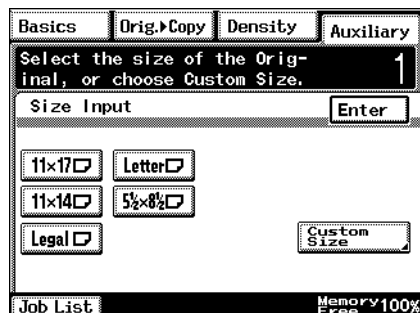 Basics Orig.▸Copy Density Auxiliary
Select the size of the Orig-
inal, or choose Custom Size. 1
Size Input Enter
11×17 Letter
11×14 5½×8½
Legal Custom Size
Job List Memory Free 100%